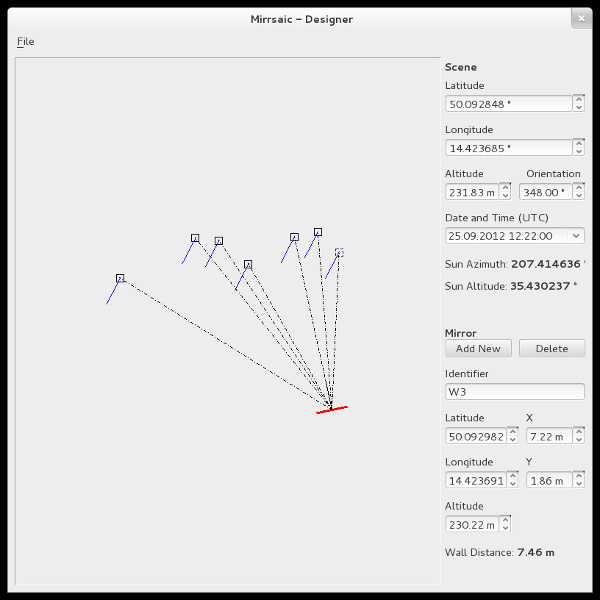 Mirrsaic - Designer
File
Scene
Latitude
50.092848 °
Longitude
14.423685 °
Altitude Orientation
231.83 m 348.00 °
Date and Time (UTC)
25.09.2012 12:22:00
Sun Azimuth: 207.414636 °
Sun Altitude: 35.430237 °
Mirror
Add New Delete
Identifier
W3
Latitude X
50.092982 7.22 m
Longitude Y
14.423691 1.86 m
Altitude
230.22 m
Wall Distance: 7.46 m